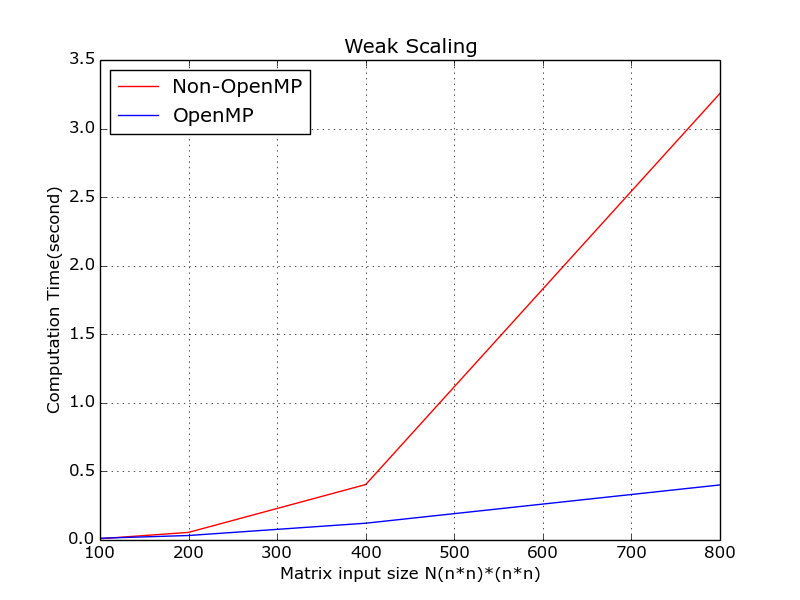 Weak Scaling
Non-OpenMP
OpenMP
Computation Time(second)
3.5
3.0
2.5
2.0
1.5
1.0
0.5
0.0
100 200 300 400 500 600 700 800
Matrix input size N(n*n)*(n*n)